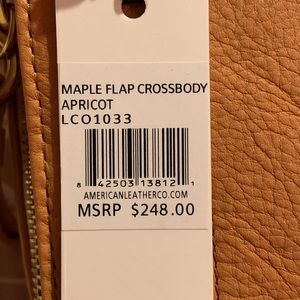 MAPLE FLAP CROSSBODY
APRICOT
LCO1033
8 42503 13812 1
AMERICANLEATHERCO.COM
MSRP $248.00